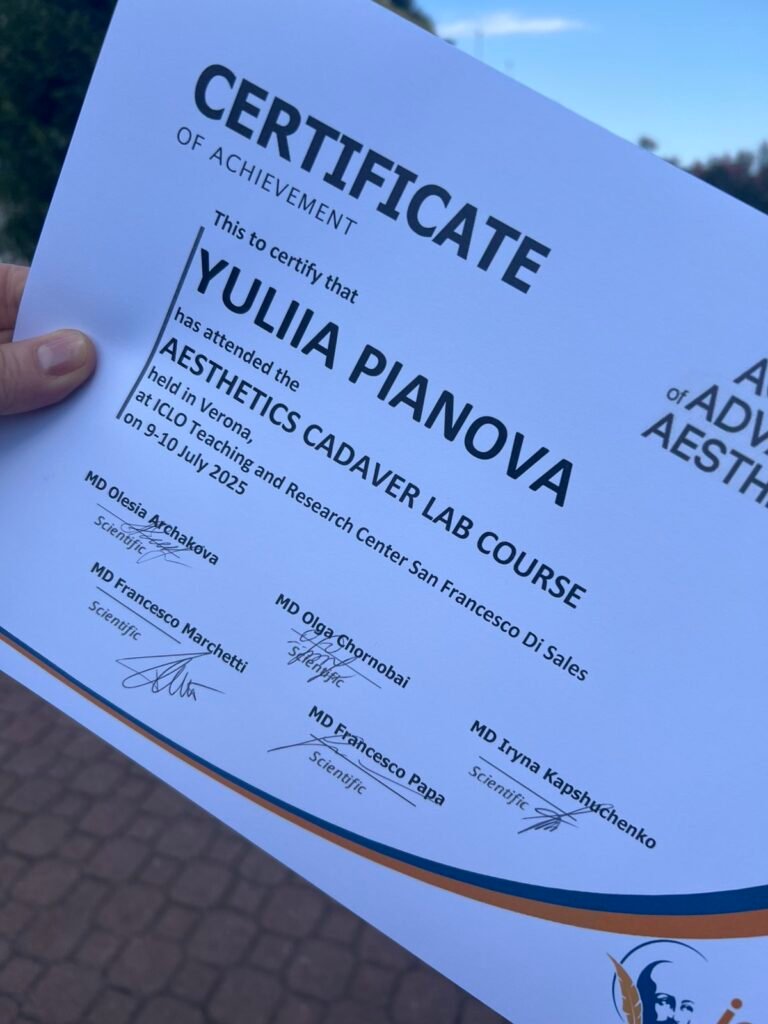 CERTIFICATE
OF ACHIEVEMENT
This to certify that
YULIIA PIANOVA
has attended the
AESTHETICS CADAVER LAB COURSE
held in Verona,
at ICLO Teaching and Research Center San Francesco Di Sales
on 9-10 July 2025
of ADV
AESTH
MD Olesia Archakova
Scientific
MD Francesco Marchetti
Scientific
MD Olga Chornobai
Scientific
MD Francesco Papa
Scientific
MD Iryna Kapshuchenko
Scientific